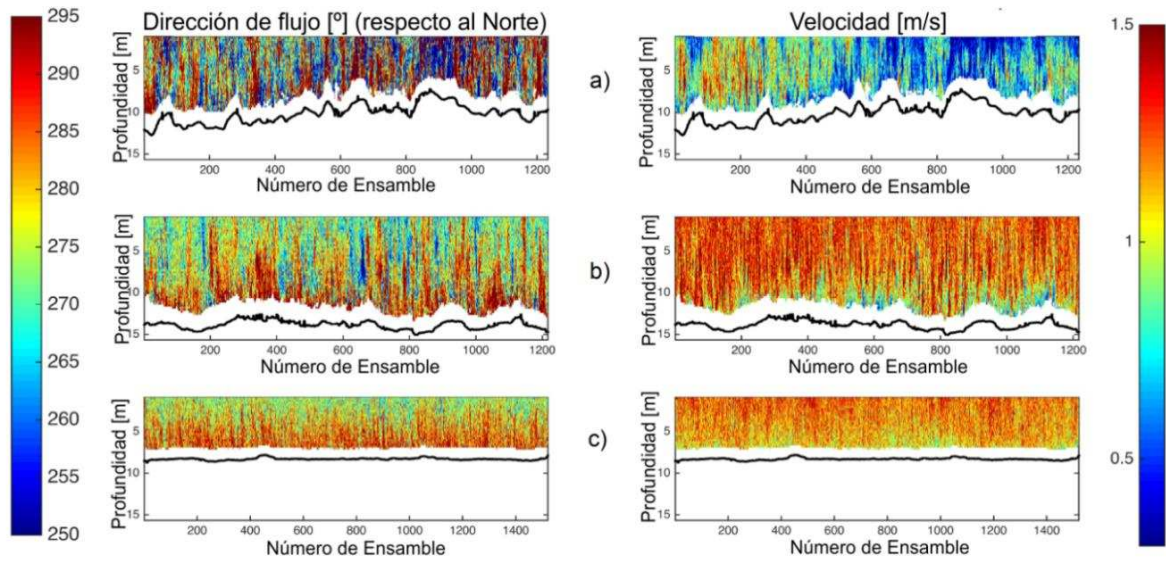 Dirección de flujo [º] (respecto al Norte)
Velocidad [m/s]
295
290
285
280
275
270
265
260
255
250
Profundidad [m]
5
10
15
200 400 600 800 1000 1200
Número de Ensamble
a)
Profundidad [m]
5
10
15
200 400 600 800 1000 1200
Número de Ensamble
Profundidad [m]
5
10
15
200 400 600 800 1000 1200
Número de Ensamble
b)
Profundidad [m]
5
10
15
200 400 600 800 1000 1200
Número de Ensamble
Profundidad [m]
5
10
15
200 400 600 800 1000 1200 1400
Número de Ensamble
c)
Profundidad [m]
5
10
15
200 400 600 800 1000 1200 1400
Número de Ensamble
1.5
1
0.5